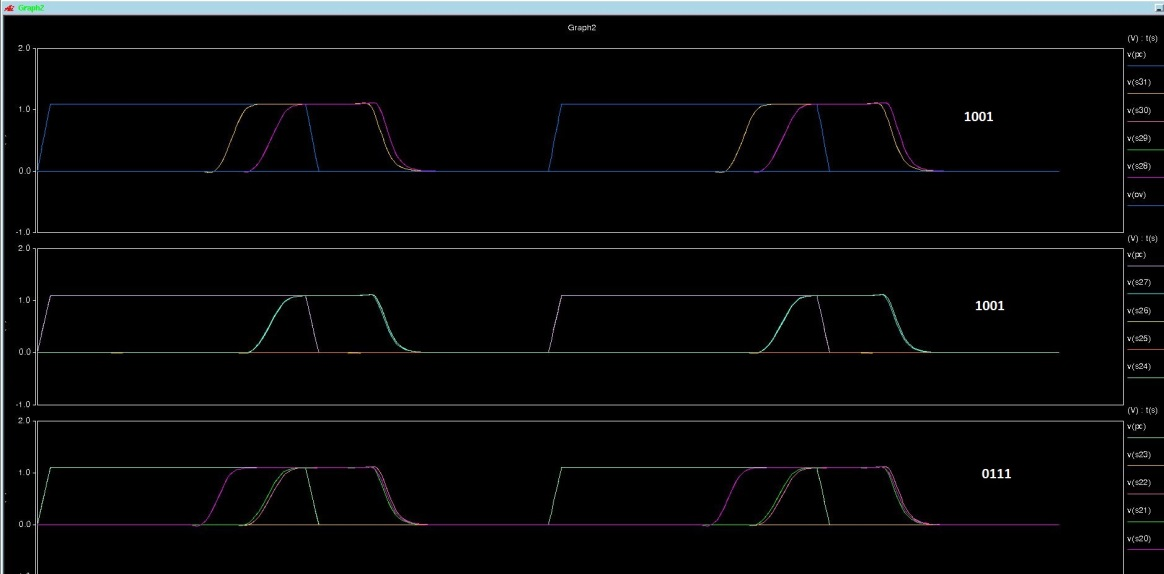 Graph2
Graph2
(V) : t(s)
2.0
v(pc)
v(s31)
1.0
v(s30)
1001
v(s29)
v(s28)
0.0
v(ov)
-1.0
(V) : t(s)
2.0
v(pc)
v(s27)
1.0
1001
v(s26)
v(s25)
0.0
v(s24)
-1.0
(V) : t(s)
2.0
v(pc)
v(s23)
1.0
0111
v(s22)
v(s21)
0.0
v(s20)